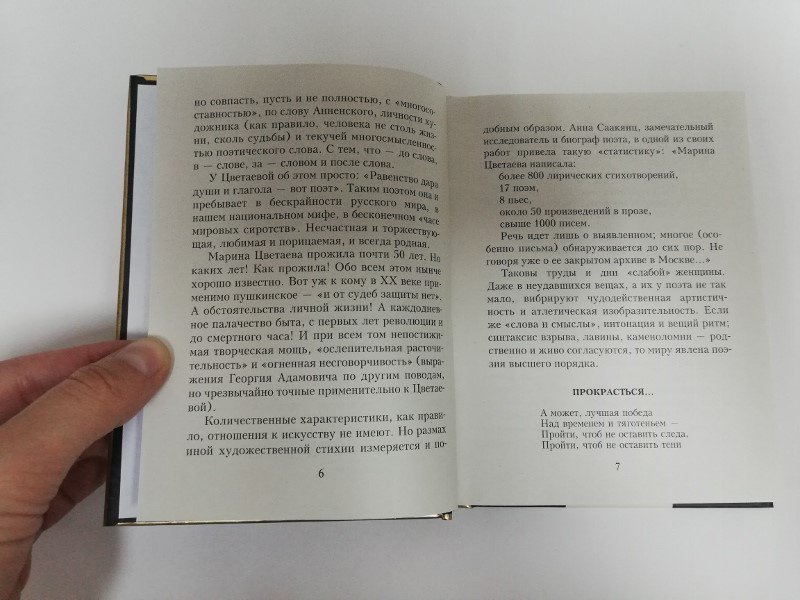 но совпасть, пусть и не полностью, с «многосо-
ставностью», по слову Анненского, личности ху-
дожника (как правило, человека не столь жиз-
ни, сколь судьбы) и текучей многосмысленнос-
тью поэтического слова. С тем, что — до слова,
в — слове, за — словом и после слова.
У Цветаевой об этом просто: «Равенство дара
души и глагола — вот поэт». Таким поэтом она и
пребывает в бескрайности русского мира, в
нашем национальном мифе, в бесконечном «часе
мировых сиротств». Несчастная и торжествую-
щая, любимая и порицаемая, и всегда родная.
Марина Цветаева прожила почти 50 лет. Но
каких лет! Как прожила! Обо всем этом нынче
хорошо известно. Вот уж к кому в XX веке при-
менимо пушкинское — «и от судеб защиты нет».
А обстоятельства личной жизни! А каждоднев-
ное палачество быта, с первых лет революции и
до смертного часа! И при всем том непостижи-
мая творческая мощь, «ослепительная расточи-
тельность» и «огненная несговорчивость» (выра-
жения Георгия Адамовича по другим поводам,
но чрезвычайно точные применительно к Цветае-
вой).
Количественные характеристики, как прави-
ло, отношения к искусству не имеют. Но размах
иной художественной стихии измеряется и по-
6
добным образом. Анна Саакянц, замечательный
исследователь и биограф поэта, в одной из своих
работ привела такую «статистику»: «Марина
Цветаева написала:
более 800 лирических стихотворений,
17 поэм,
8 пьес,
около 50 произведений в прозе,
свыше 1000 писем.
Речь идет лишь о выявленном; многое (осо-
бенно письма) обнаруживается до сих пор. Не
говоря уже о ее закрытом архиве в Москве...»
Таковы труды и дни «слабой» женщины.
Даже в неудавшихся вещах, а их у поэта не так
мало, вибрируют чудодейственная артистич-
ность и атлетическая изобразительность. Если
же «слова и смыслы», интонация и вещий ритм;
синтаксис взрыва, лавины, каменоломни — род-
ственно и живо согласуются, то миру явлена поэ-
зия высшего порядка.
ПРОКРАСТЬСЯ...
А может, лучшая победа
Над временем и тяготеньем —
Пройти, чтоб не оставить следа,
Пройти, чтоб не оставить тени
7